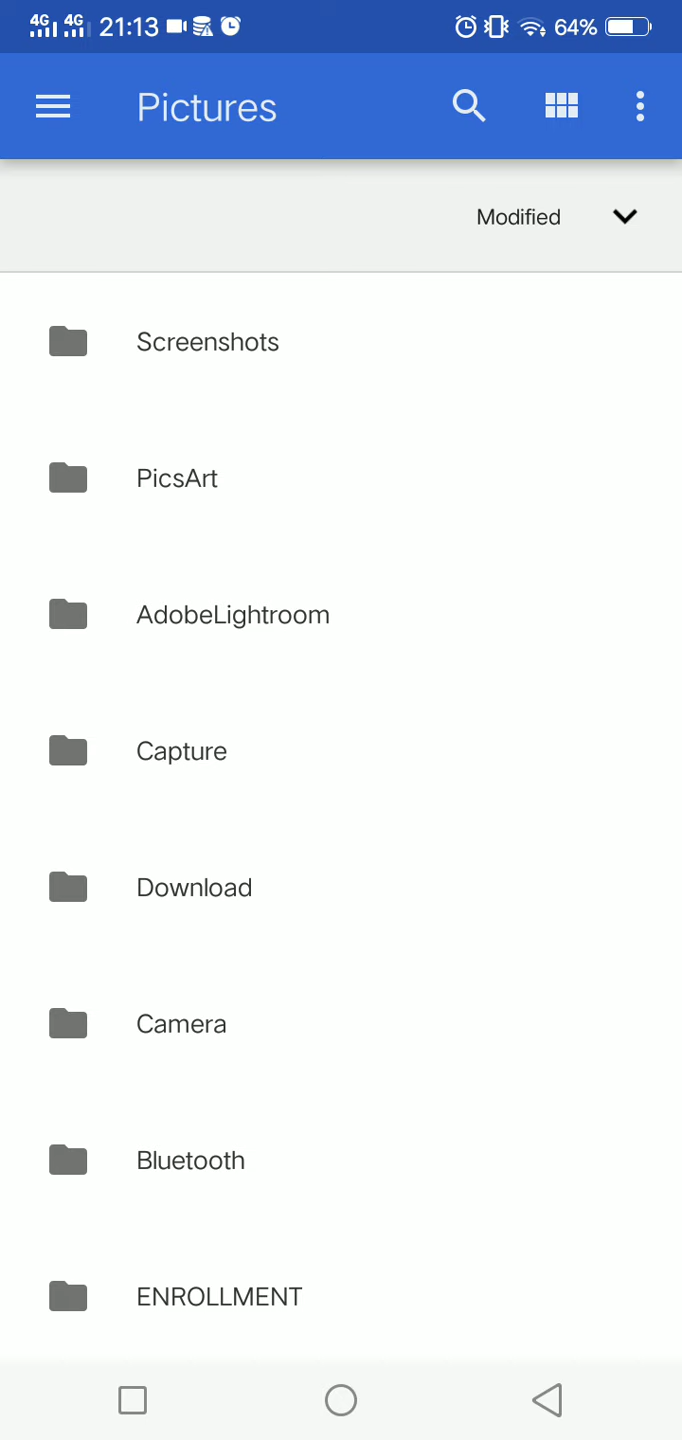 4G 4G 21:13 64%
Pictures
Modified
Screenshots
PicsArt
AdobeLightroom
Capture
Download
Camera
Bluetooth
ENROLLMENT